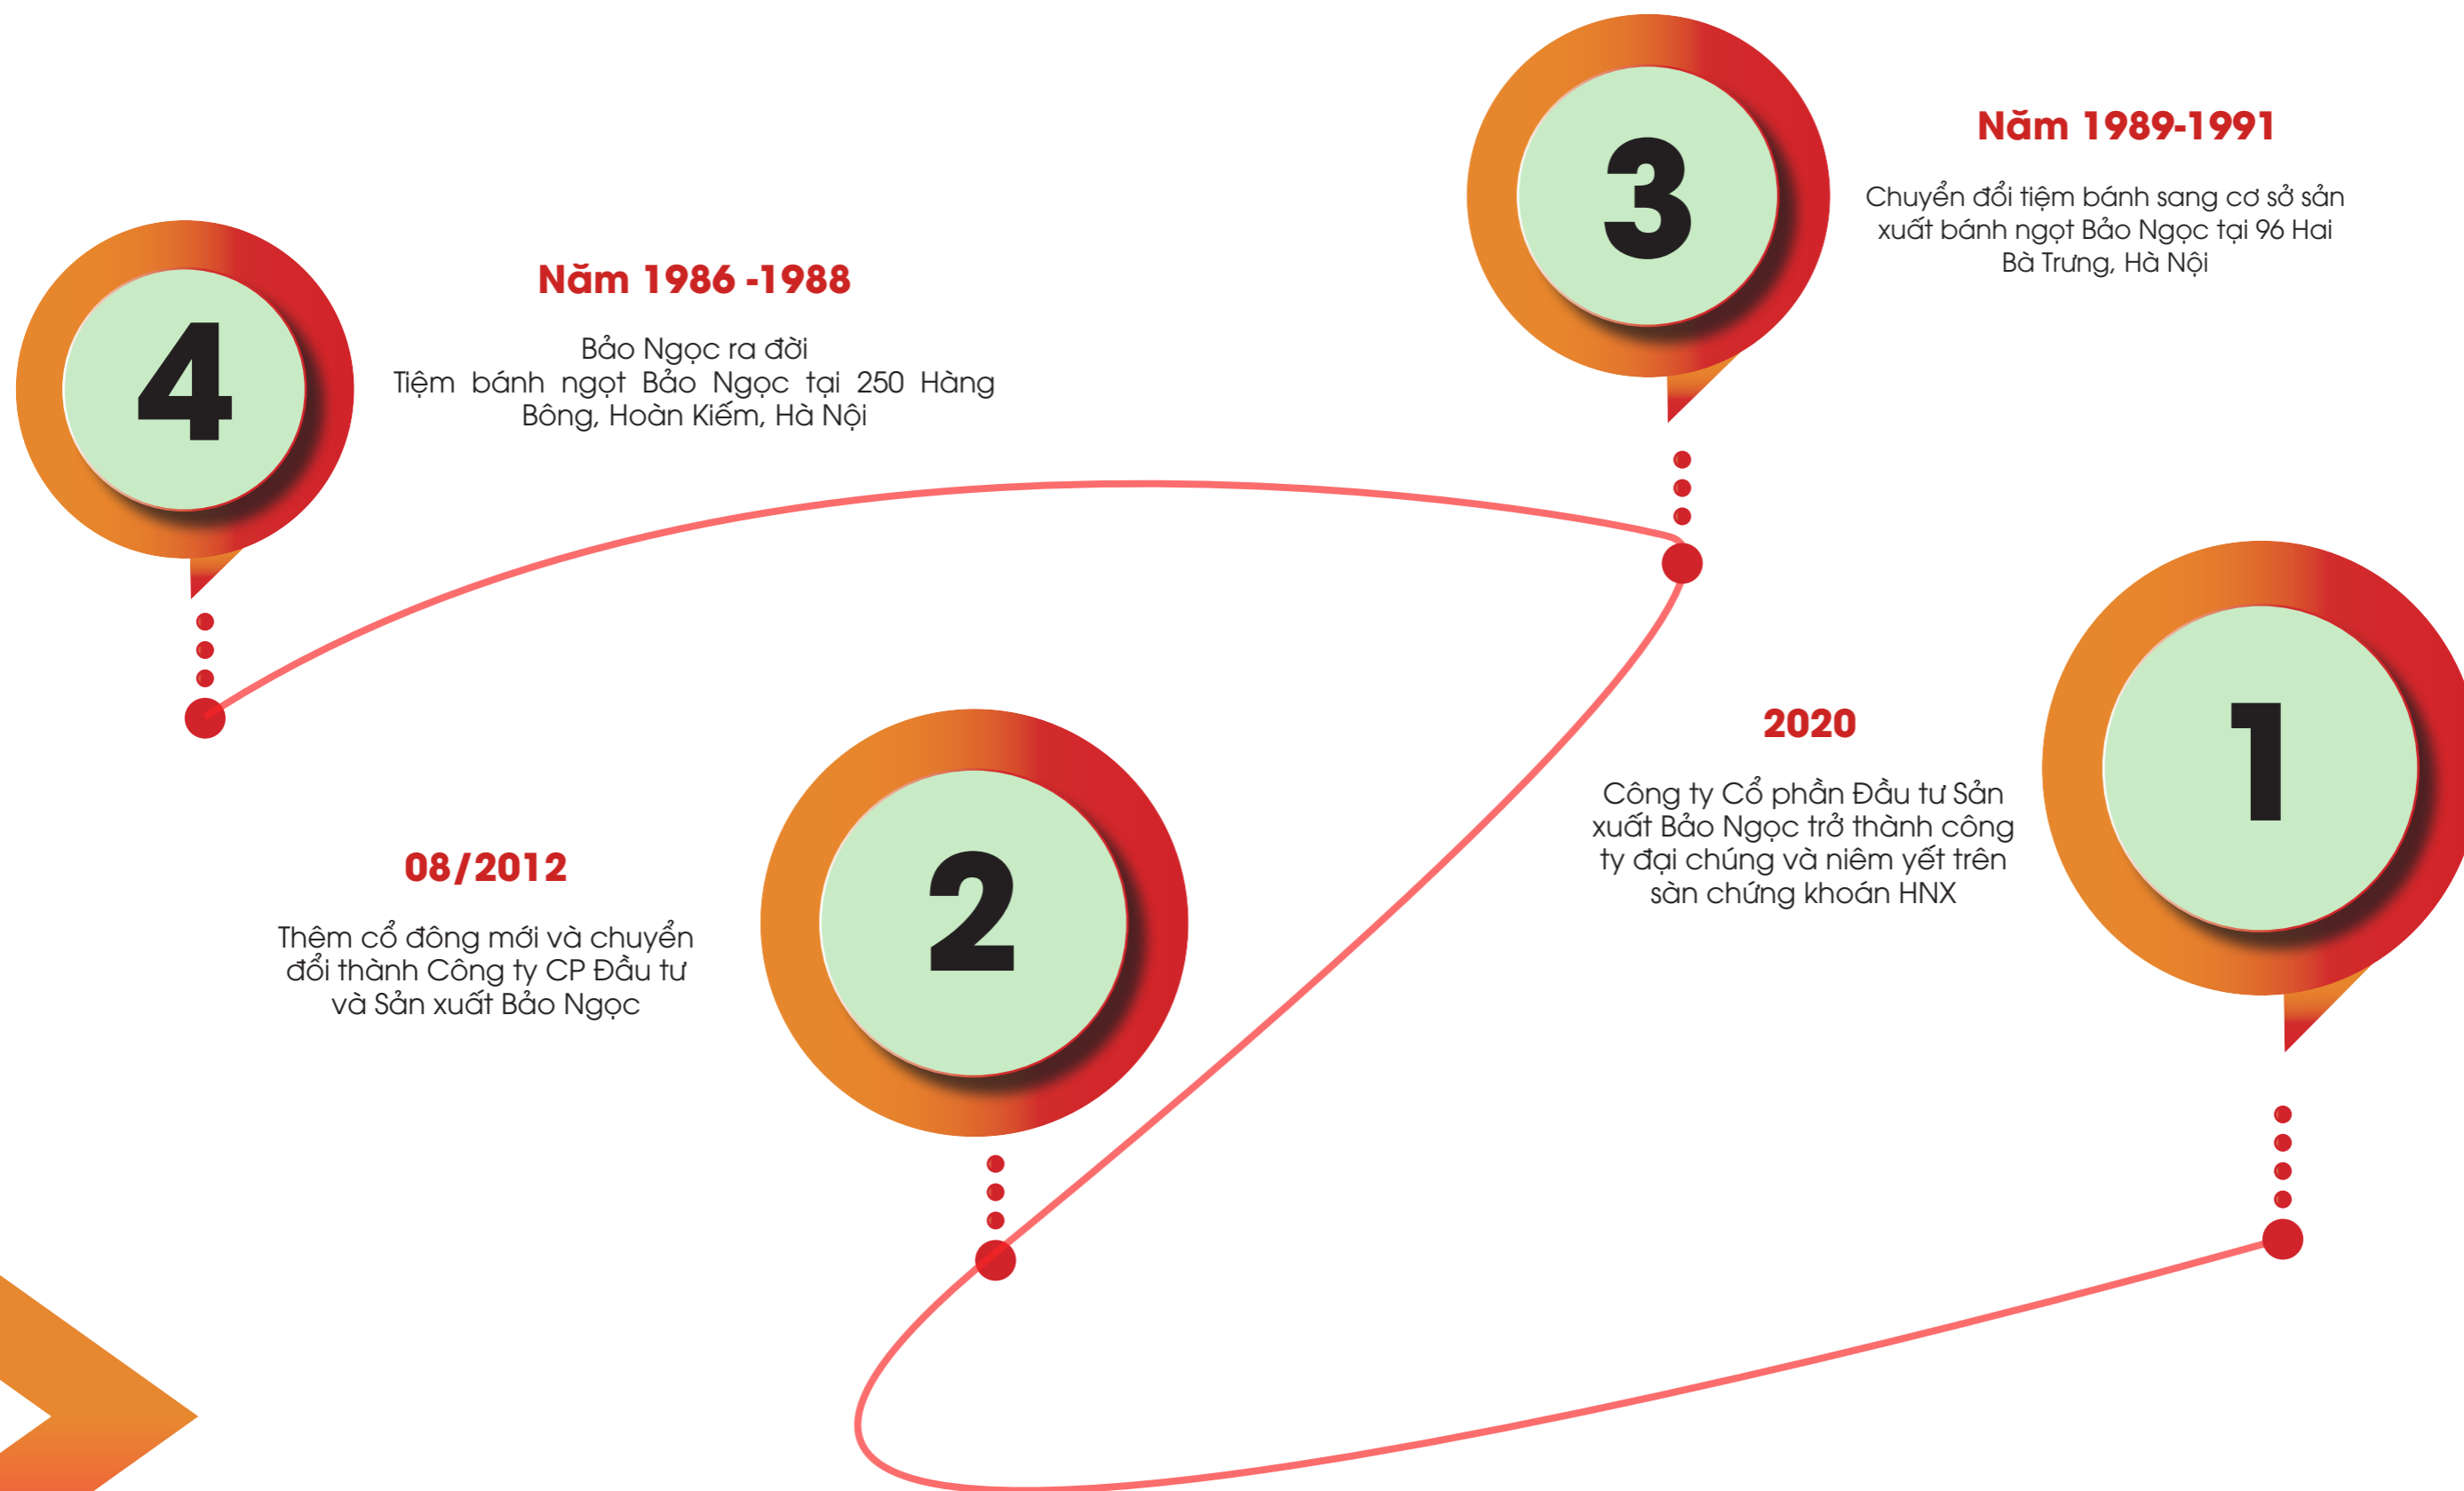 4
Năm 1986 -1988
Bảo Ngọc ra đời
Tiệm bánh ngọt Bảo Ngọc tại 250 Hàng
Bông, Hoàn Kiếm, Hà Nội
3
Năm 1989-1991
Chuyển đổi tiệm bánh sang cơ sở sản
xuất bánh ngọt Bảo Ngọc tại 96 Hai
Bà Trưng, Hà Nội
2
08/2012
Thêm cổ đông mới và chuyển
đổi thành Công ty CP Đầu tư
và Sản xuất Bảo Ngọc
1
2020
Công ty Cổ phần Đầu tư Sản
xuất Bảo Ngọc trở thành công
ty đại chúng và niêm yết trên
sàn chứng khoán HNX